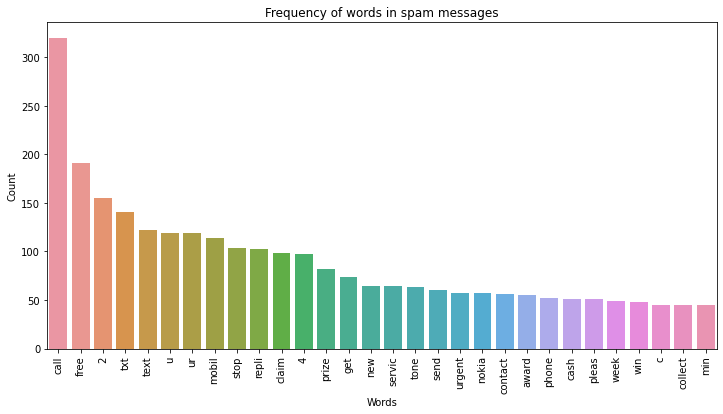 Frequency of words in spam messages
Count
300
250
200
150
100
50
0
call
free
2
txt
text
u
ur
mobil
stop
repli
claim
4
prize
get
new
servic
tone
send
urgent
nokia
contact
award
phone
cash
pleas
week
win
c
collect
min
Words